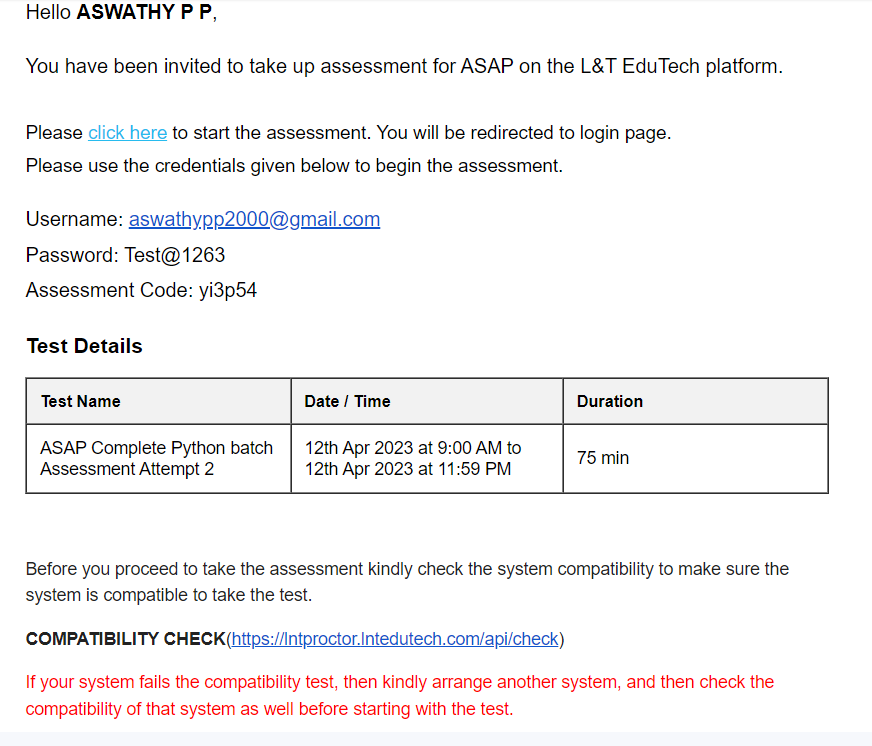 Hello ASWATHY P P,
You have been invited to take up assessment for ASAP on the L&T EduTech platform.
Please click here to start the assessment. You will be redirected to login page.
Please use the credentials given below to begin the assessment.
Username: aswathypp2000@gmail.com
Password: Test@1263
Assessment Code: yi3p54
Test Details
Test Name Date / Time Duration
ASAP Complete Python batch 12th Apr 2023 at 9:00 AM to
Assessment Attempt 2 12th Apr 2023 at 11:59 PM 75 min
Before you proceed to take the assessment kindly check the system compatibility to make sure the
system is compatible to take the test.
COMPATIBILITY CHECK(https://lntproctor.lntedutech.com/api/check)
If your system fails the compatibility test, then kindly arrange another system, and then check the
compatibility of that system as well before starting with the test.